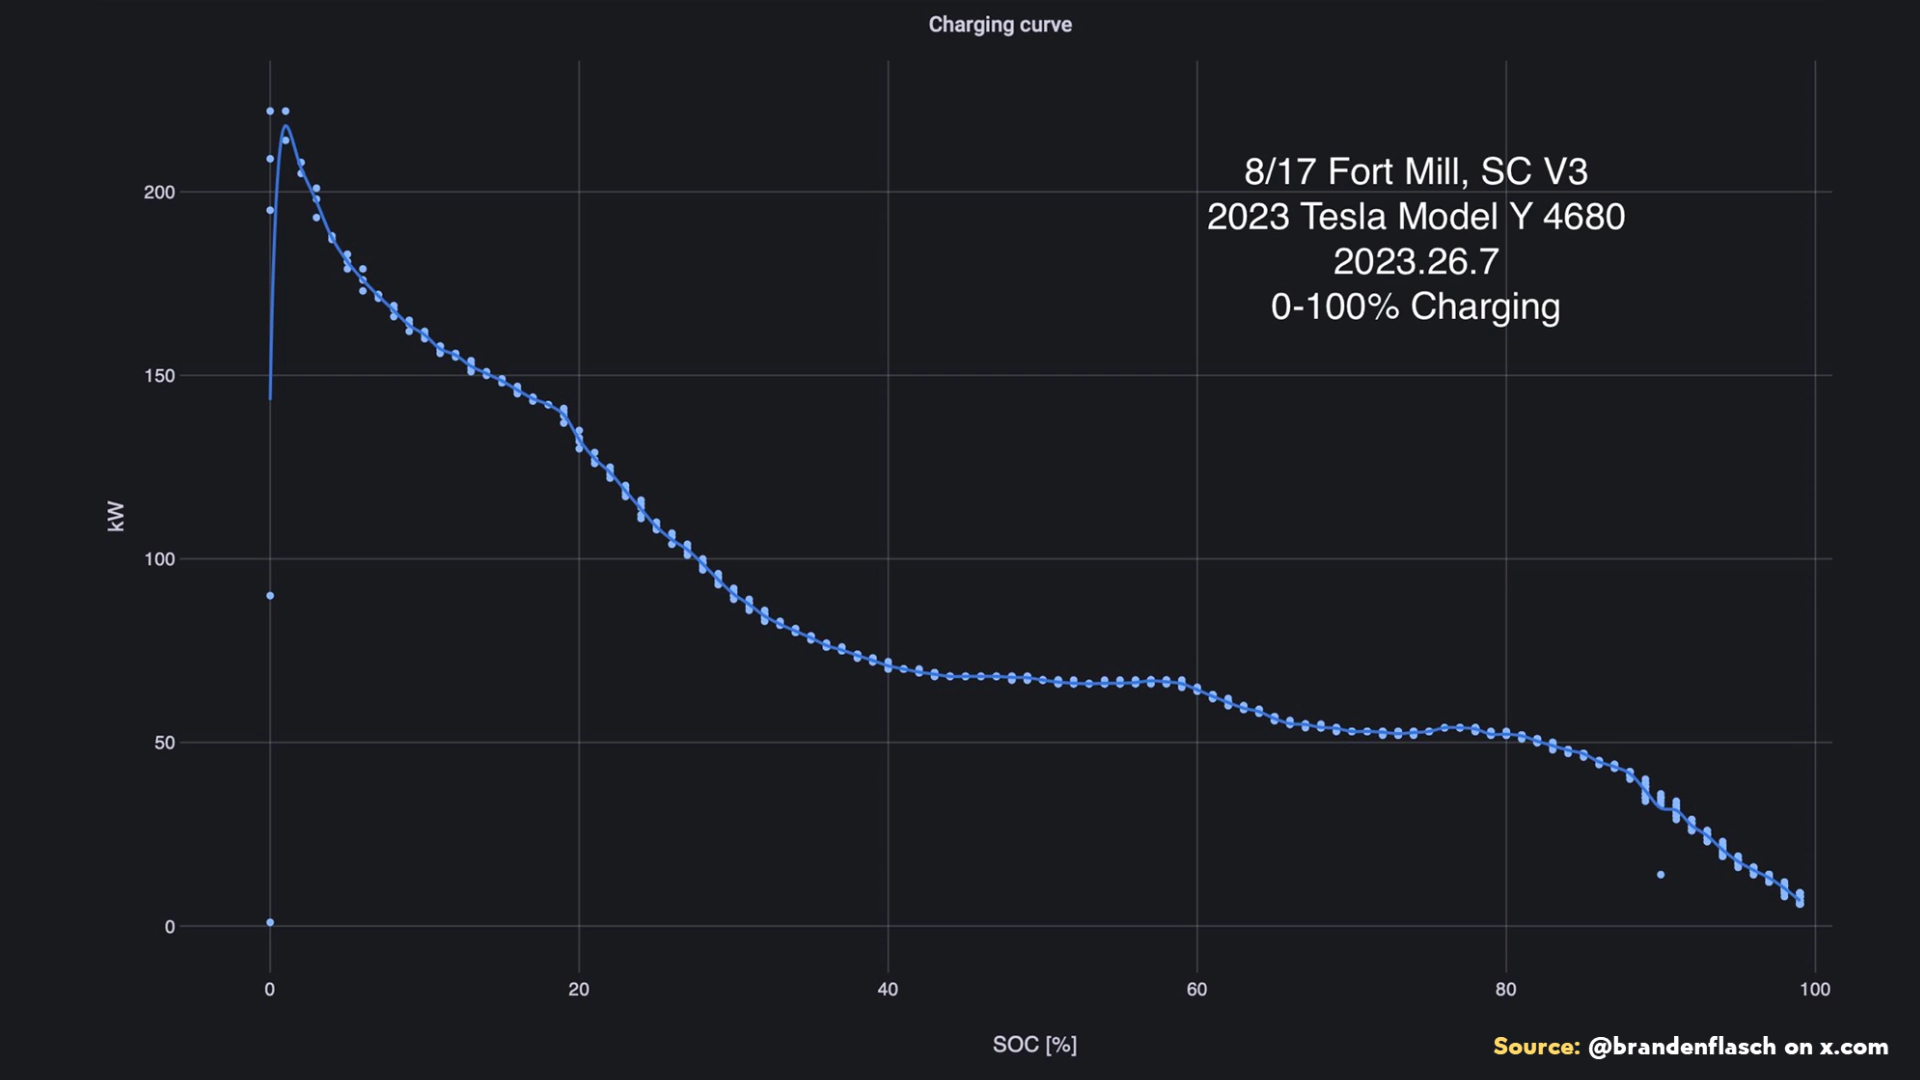 Charging curve
8/17 Fort Mill, SC V3
2023 Tesla Model Y 4680
2023.26.7
0-100% Charging
200
150
100
50
0
kW
0 20 40 60 80 100
SOC [%]
Source: @brandenflasch on x.com